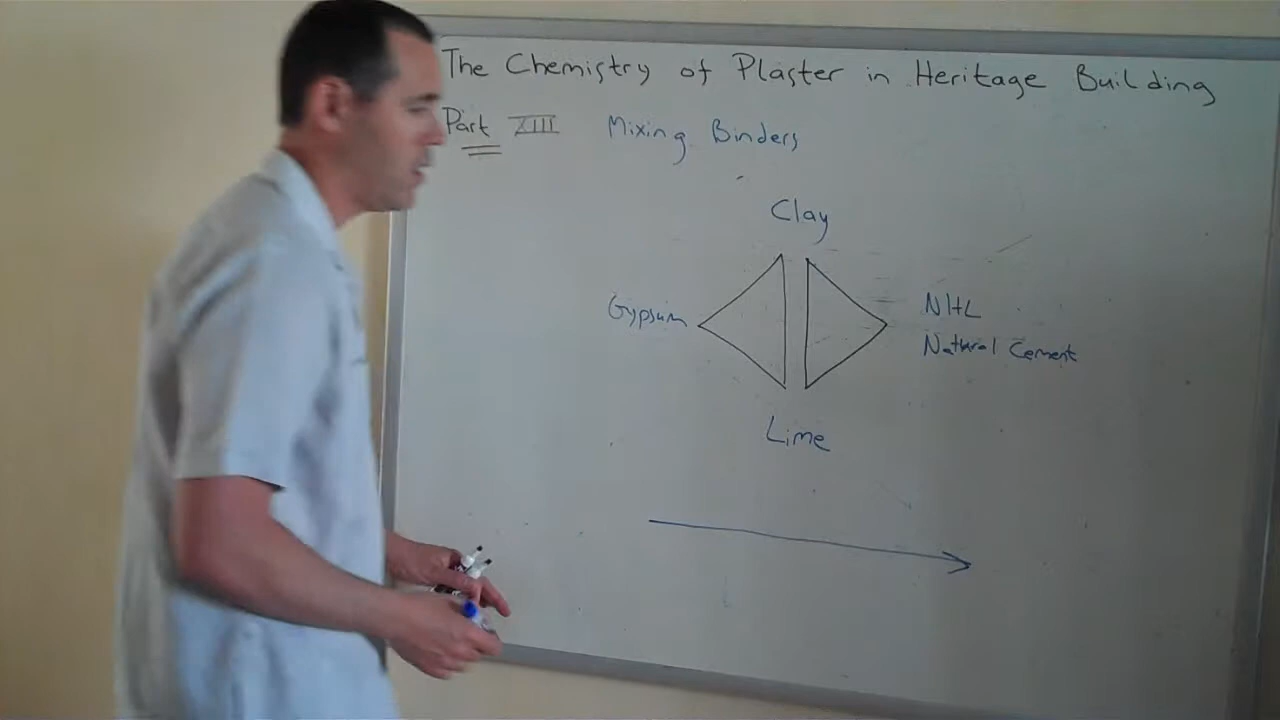 The Chemistry of Plaster in Heritage Building
Part XIII Mixing Binders
Clay
Gypsum
NHL
Natural Cement
Lime